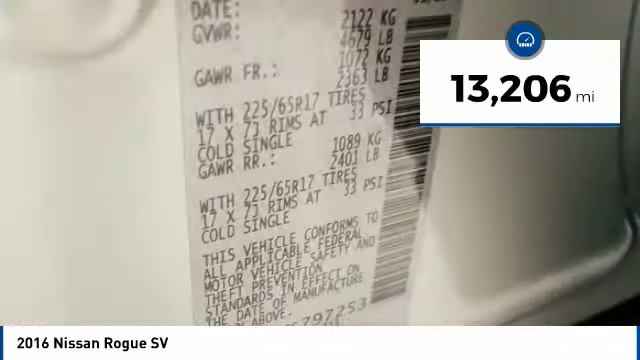 DATE:
GVWR: 2122 KG
4679 LB
GAWR FR.: 1072 KG
2363 LB
WITH 225/65R17 TIRES
17 X 7J RIMS AT 33 PSI
COLD SINGLE
GAWR RR.: 1089 KG
2401 LB
WITH 225/65R17 TIRES
17 X 7J RIMS AT 33 PSI
COLD SINGLE
THIS VEHICLE CONFORMS TO
ALL APPLICABLE FEDERAL
MOTOR VEHICLE SAFETY AND
THEFT PREVENTION
STANDARDS IN EFFECT ON
THE DATE OF MANUFACTURE
ABOVE.
797253
13,206 mi
2016 Nissan Rogue SV